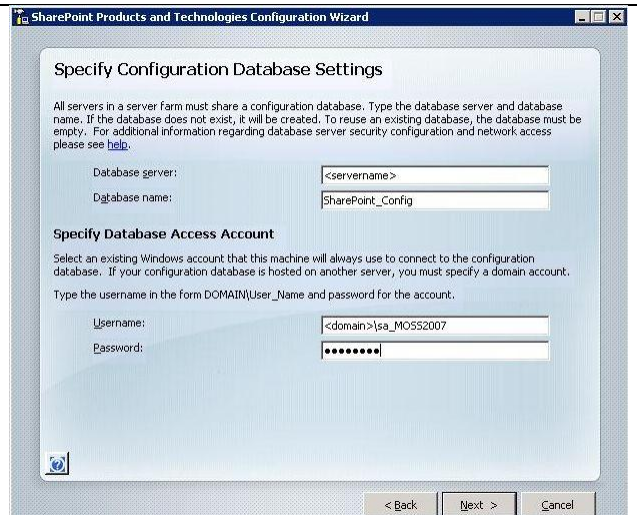 SharePoint Products and Technologies Configuration Wizard
Specify Configuration Database Settings
All servers in a server farm must share a configuration database. Type the database server and database
name. If the database does not exist, it will be created. To reuse an existing database, the database must be
empty. For additional information regarding database server security configuration and network access
please see help.
Database server: <servername>
Database name: SharePoint_Config
Specify Database Access Account
Select an existing Windows account that this machine will always use to connect to the configuration
database. If your configuration database is hosted on another server, you must specify a domain account.
Type the username in the form DOMAIN\User_Name and password for the account.
Username: <domain>\sa_MOSS2007
Password: ●●●●●●●●
< Back Next > Cancel